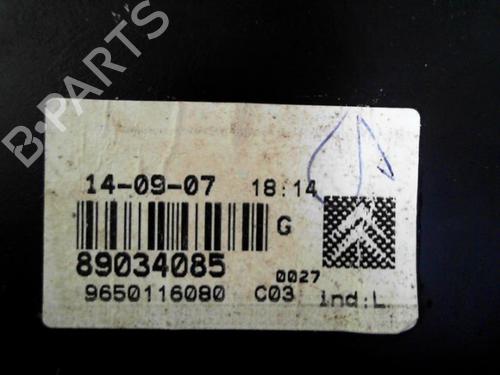 B-PARTS
14-09-07 18:14
G
89034085
0027
9650116080 C03 ind:L